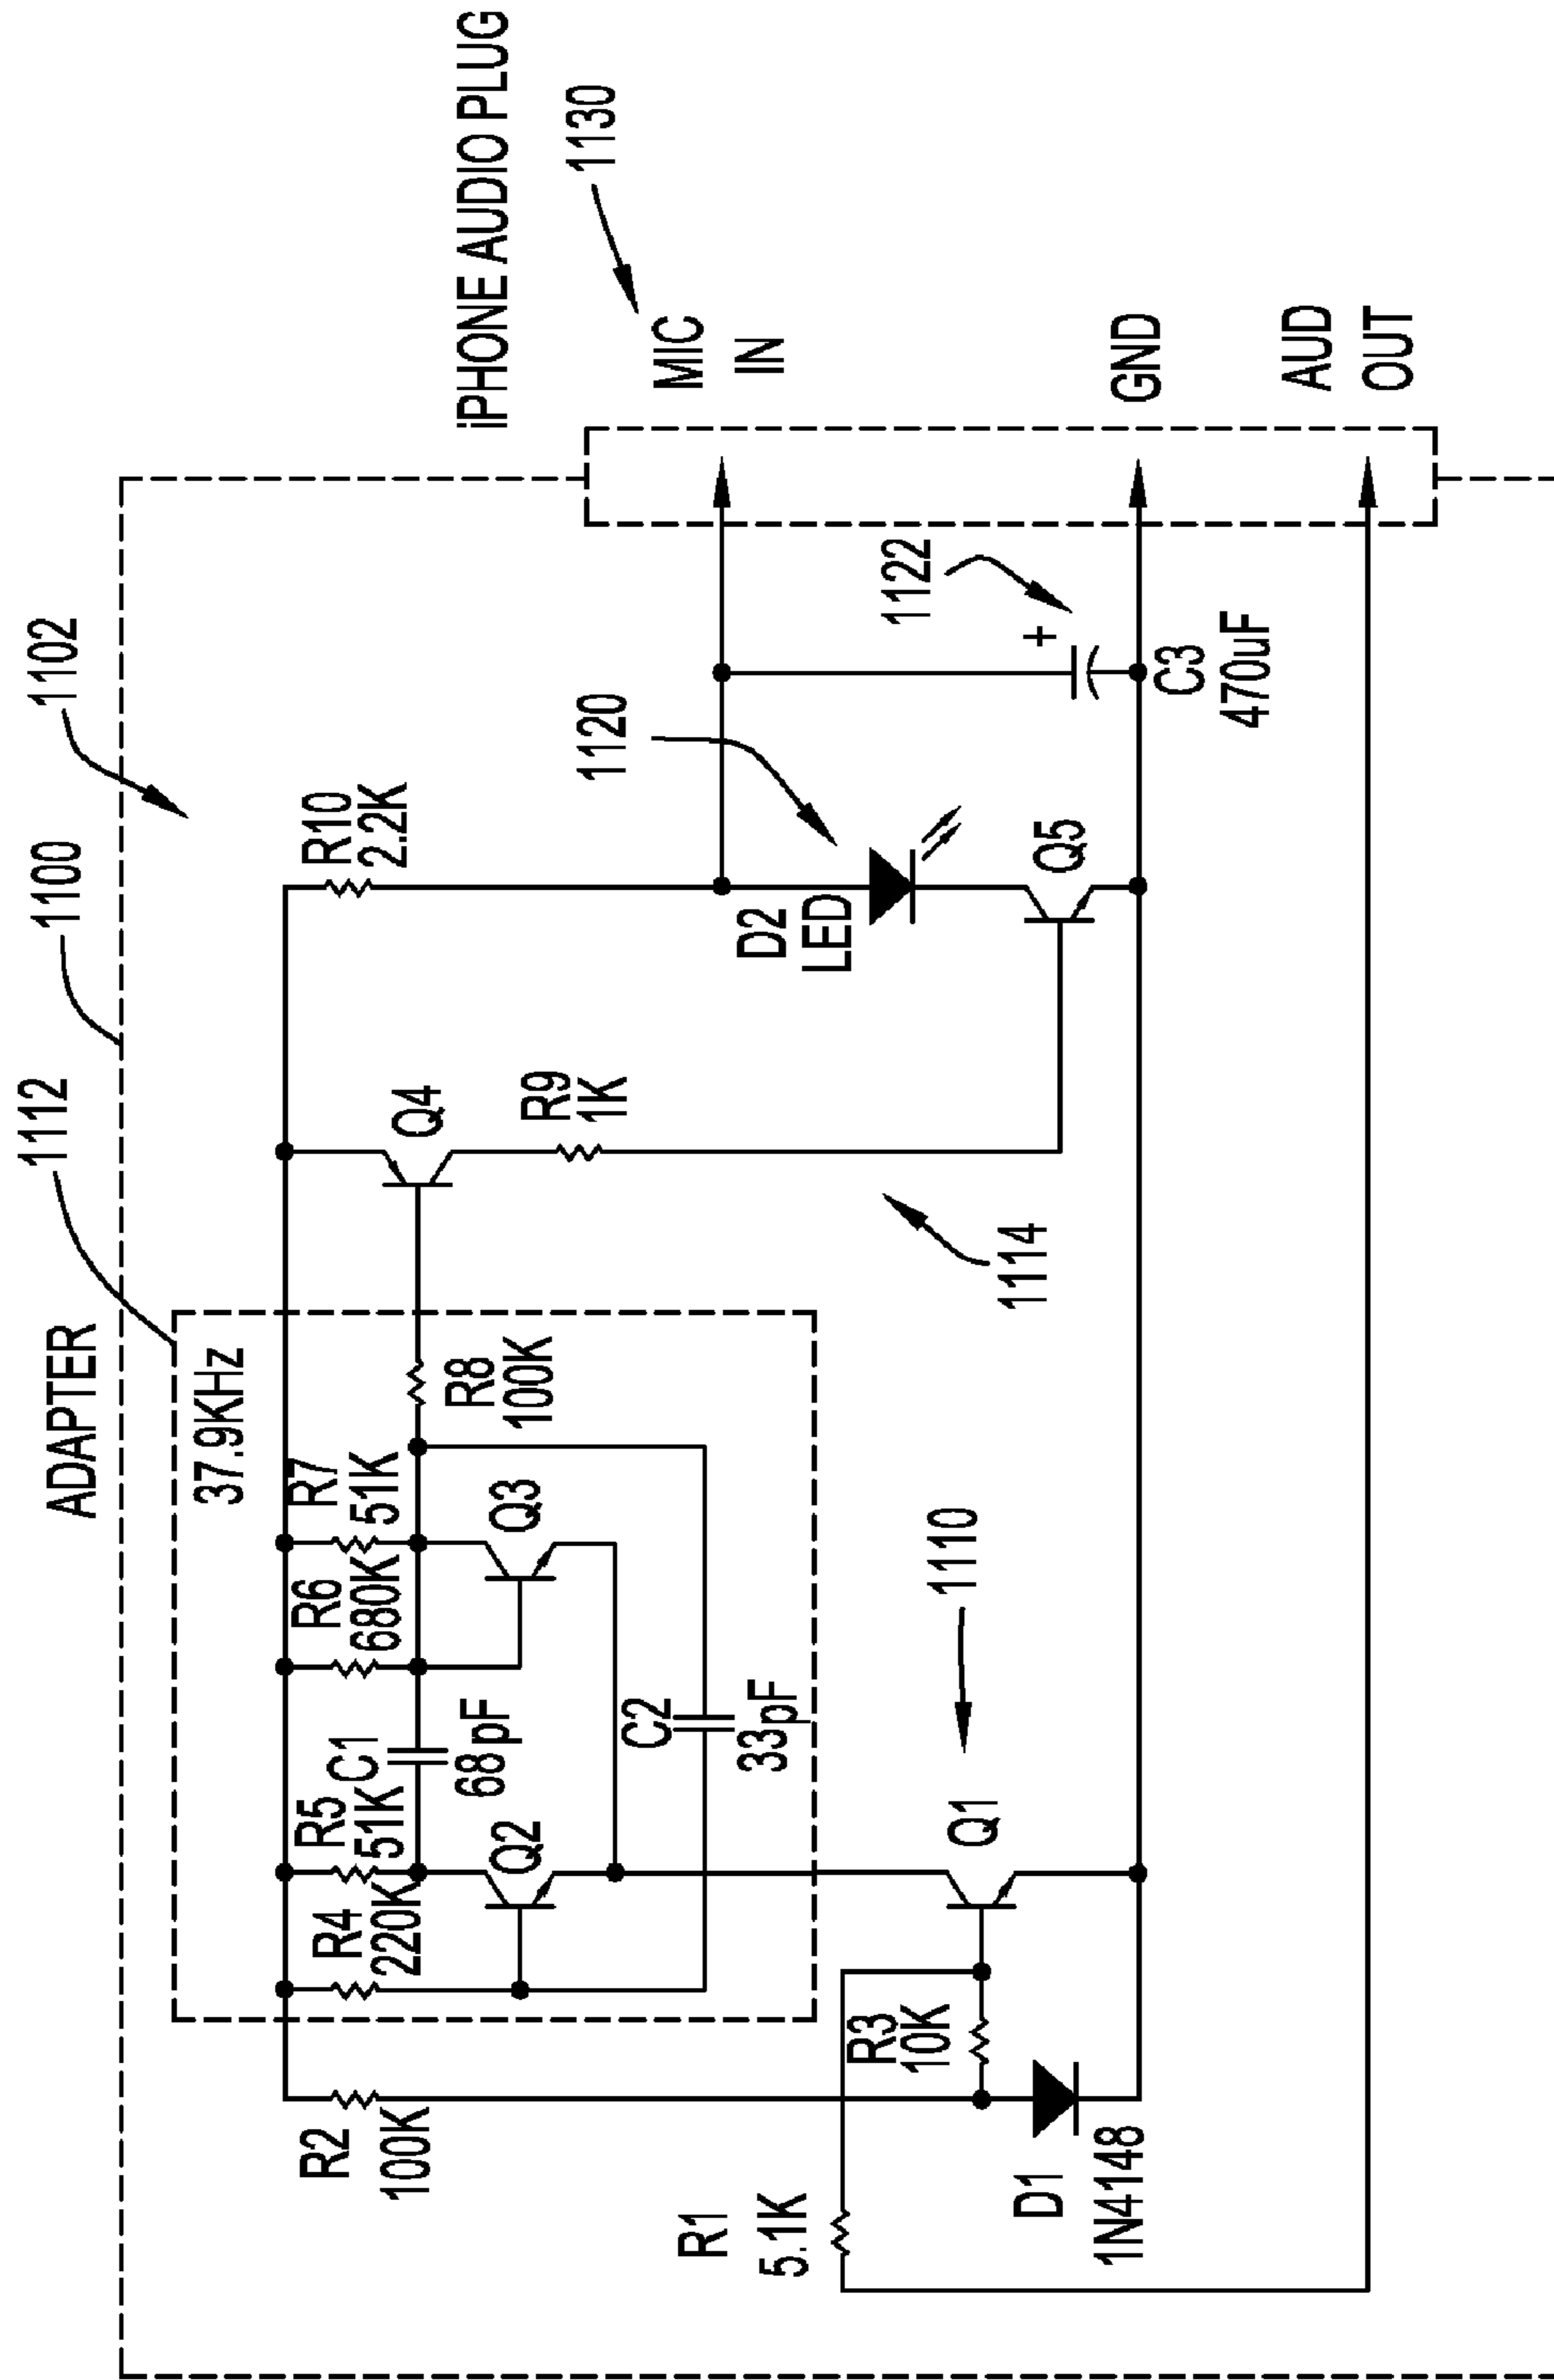 ADAPTER
1112
1100
1102
37.9KHz
iPHONE AUDIO PLUG
1130
R2
100K
R4
220K
R5
51K
C1
68pF
R6
680K
R7
51K
R8
100K
Q2
Q3
C2
33pF
Q4
R9
1K
R10
2.2K
1120
D2
LED
Q5
1122
+
C3
470uF
MIC
IN
GND
AUD
OUT
1114
1110
Q1
R3
10K
R1
5.1K
D1
1N4148